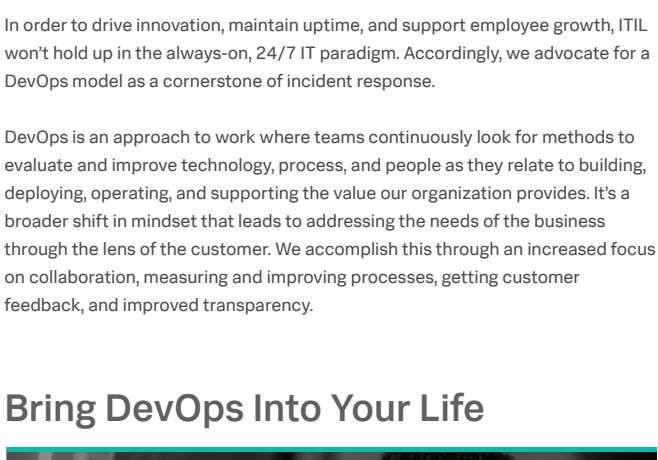 In order to drive innovation, maintain uptime, and support employee growth, ITIL
won’t hold up in the always-on, 24/7 IT paradigm. Accordingly, we advocate for a
DevOps model as a cornerstone of incident response.
DevOps is an approach to work where teams continuously look for methods to
evaluate and improve technology, process, and people as they relate to building,
deploying, operating, and supporting the value our organization provides. It’s a
broader shift in mindset that leads to addressing the needs of the business
through the lens of the customer. We accomplish this through an increased focus
on collaboration, measuring and improving processes, getting customer
feedback, and improved transparency.
Bring DevOps Into Your Life